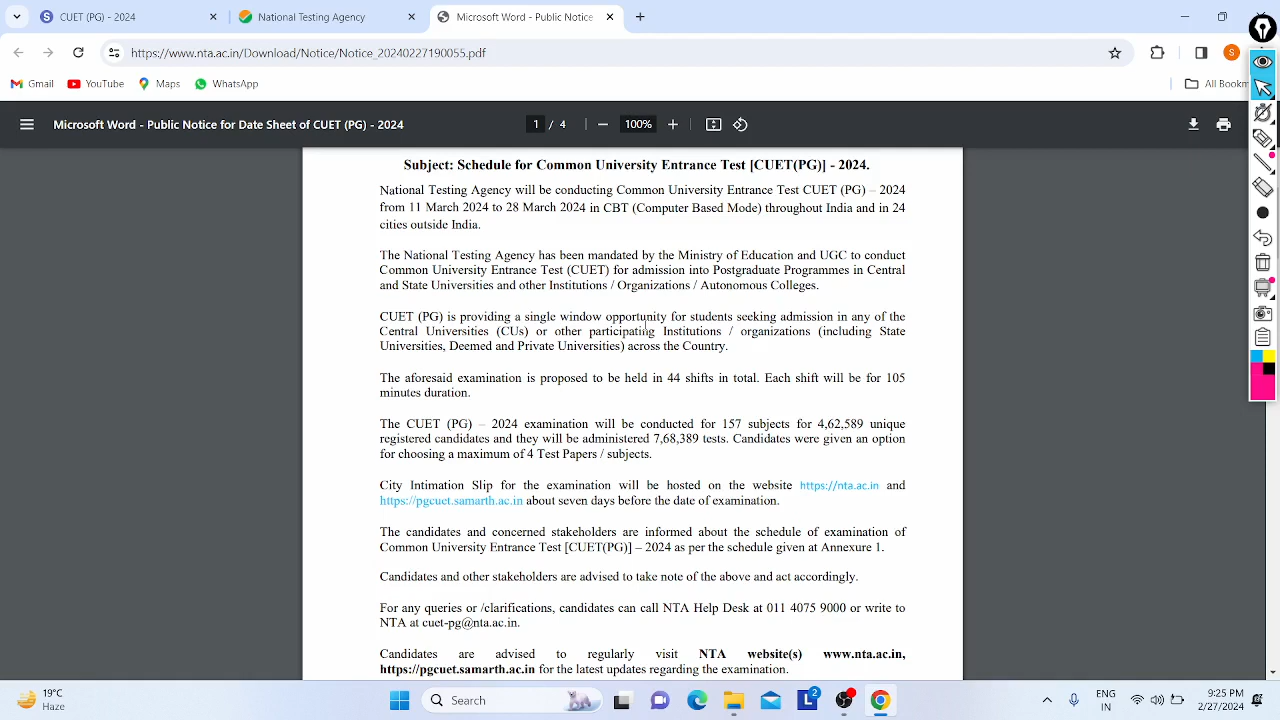 CUET (PG) - 2024
National Testing Agency
Microsoft Word - Public Notice
https://www.nta.ac.in/Download/Notice/Notice_20240227190055.pdf
S
Gmail
YouTube
Maps
WhatsApp
All Bookm
Microsoft Word - Public Notice for Date Sheet of CUET (PG) - 2024
1 / 4
100%
Subject: Schedule for Common University Entrance Test [CUET(PG)] - 2024.
National Testing Agency will be conducting Common University Entrance Test CUET (PG) – 2024
from 11 March 2024 to 28 March 2024 in CBT (Computer Based Mode) throughout India and in 24
cities outside India.
The National Testing Agency has been mandated by the Ministry of Education and UGC to conduct
Common University Entrance Test (CUET) for admission into Postgraduate Programmes in Central
and State Universities and other Institutions / Organizations / Autonomous Colleges.
CUET (PG) is providing a single window opportunity for students seeking admission in any of the
Central Universities (CUs) or other participating Institutions / organizations (including State
Universities, Deemed and Private Universities) across the Country.
The aforesaid examination is proposed to be held in 44 shifts in total. Each shift will be for 105
minutes duration.
The CUET (PG) – 2024 examination will be conducted for 157 subjects for 4,62,589 unique
registered candidates and they will be administered 7,68,389 tests. Candidates were given an option
for choosing a maximum of 4 Test Papers / subjects.
City Intimation Slip for the examination will be hosted on the website https://nta.ac.in and
https://pgcuet.samarth.ac.in about seven days before the date of examination.
The candidates and concerned stakeholders are informed about the schedule of examination of
Common University Entrance Test [CUET(PG)] – 2024 as per the schedule given at Annexure 1.
Candidates and other stakeholders are advised to take note of the above and act accordingly.
For any queries or /clarifications, candidates can call NTA Help Desk at 011 4075 9000 or write to
NTA at cuet-pg@nta.ac.in.
Candidates are advised to regularly visit NTA website(s) www.nta.ac.in,
https://pgcuet.samarth.ac.in for the latest updates regarding the examination.
19°C
Haze
Search
L
2
ENG
IN
9:25 PM
2/27/2024